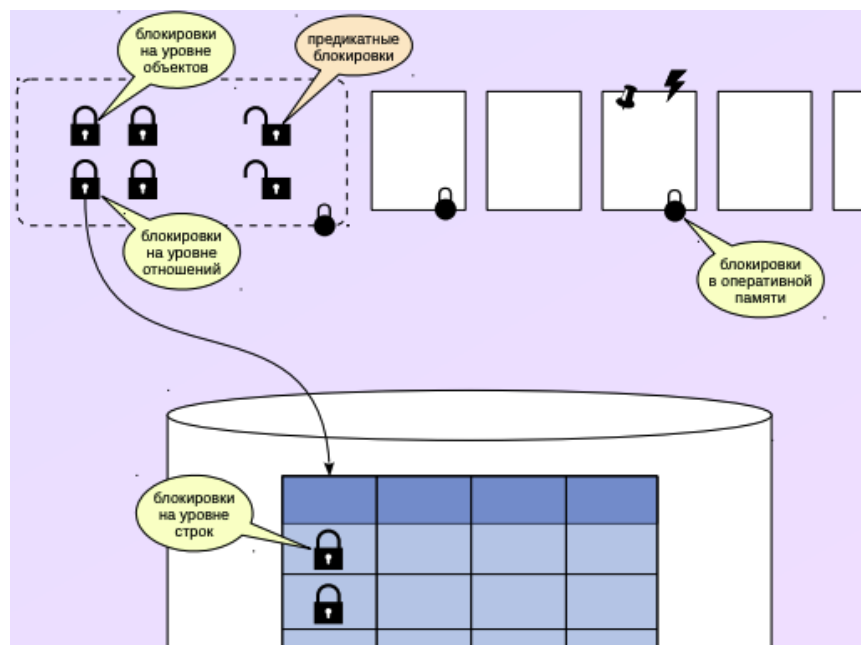 блокировки
на уровне
объектов
предикатные
блокировки
блокировки
на уровне
отношений
блокировки
в оперативной
памяти
блокировки
на уровне
строк